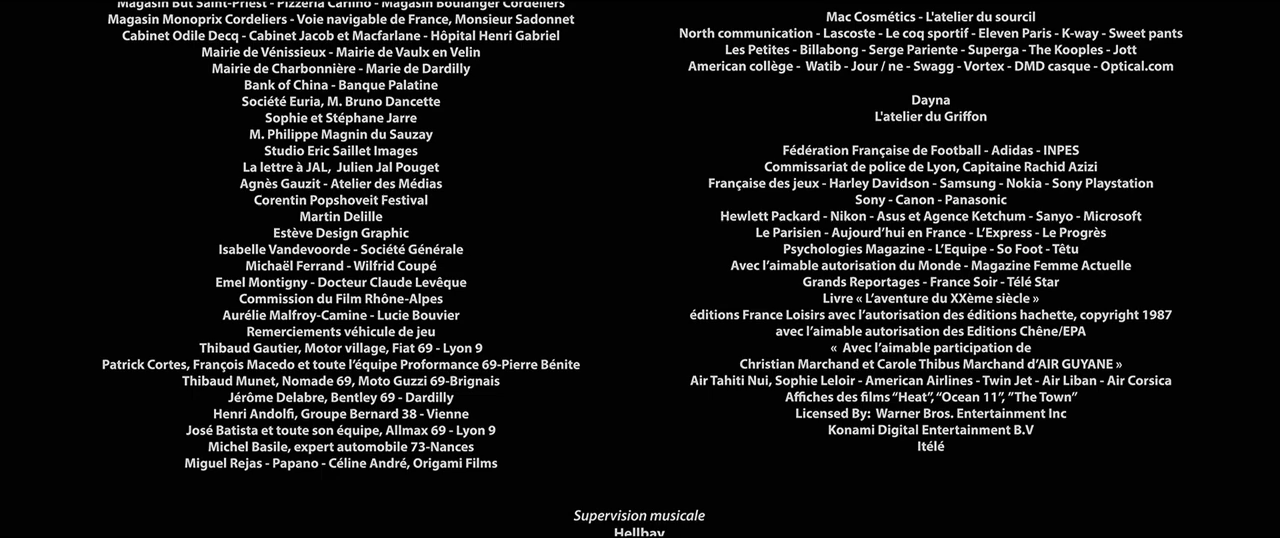 Magasin But Saint-Priest - Pizzeria Carlino - Magasin Boulanger Cordeliers
Magasin Monoprix Cordeliers - Voie navigable de France, Monsieur Sadonnet
Cabinet Odile Decq - Cabinet Jacob et Macfarlane - Hôpital Henri Gabriel
Mairie de Vénissieux - Mairie de Vaulx en Velin
Mairie de Charbonnière - Marie de Dardilly
Bank of China - Banque Palatine
Société Euria, M. Bruno Dancette
Sophie et Stéphane Jarre
M. Philippe Magnin du Sauzay
Studio Eric Saillet Images
La lettre à JAL, Julien Jal Pouget
Agnès Gauzit - Atelier des Médias
Corentin Popshoveit Festival
Martin Delille
Estève Design Graphic
Isabelle Vandevoorde - Société Générale
Michaël Ferrand - Wilfrid Coupé
Emel Montigny - Docteur Claude Levêque
Commission du Film Rhône-Alpes
Aurélie Malfroy-Camine - Lucie Bouvier
Remerciements véhicule de jeu
Thibaud Gautier, Motor village, Fiat 69 - Lyon 9
Patrick Cortes, François Macedo et toute l'équipe Proformance 69-Pierre Bénite
Thibaud Munet, Nomade 69, Moto Guzzi 69-Brignais
Jérôme Delabre, Bentley 69 - Dardilly
Henri Andolfi, Groupe Bernard 38 - Vienne
José Batista et toute son équipe, Allmax 69 - Lyon 9
Michel Basile, expert automobile 73-Nances
Miguel Rejas - Papano - Céline André, Origami Films
Mac Cosmétics - L'atelier du sourcil
North communication - Lascoste - Le coq sportif - Eleven Paris - K-way - Sweet pants
Les Petites - Billabong - Serge Pariente - Superga - The Kooples - Jott
American collège - Watib - Jour / ne - Swagg - Vortex - DMD casque - Optical.com
Dayna
L'atelier du Griffon
Fédération Française de Football - Adidas - INPES
Commissariat de police de Lyon, Capitaine Rachid Azizi
Française des jeux - Harley Davidson - Samsung - Nokia - Sony Playstation
Sony - Canon - Panasonic
Hewlett Packard - Nikon - Asus et Agence Ketchum - Sanyo - Microsoft
Le Parisien - Aujourd’hui en France - L’Express - Le Progrès
Psychologies Magazine - L’Equipe - So Foot - Têtu
Avec l’aimable autorisation du Monde - Magazine Femme Actuelle
Grands Reportages - France Soir - Télé Star
Livre « L’aventure du XXème siècle »
éditions France Loisirs avec l’autorisation des éditions hachette, copyright 1987
avec l’aimable autorisation des Editions Chêne/EPA
« Avec l’aimable participation de
Christian Marchand et Carole Thibus Marchand d’AIR GUYANE »
Air Tahiti Nui, Sophie Leloir - American Airlines - Twin Jet - Air Liban - Air Corsica
Affiches des films “Heat”, “Ocean 11”, ”The Town”
Licensed By: Warner Bros. Entertainment Inc
Konami Digital Entertainment B.V
Itélé
Supervision musicale
Hellbay